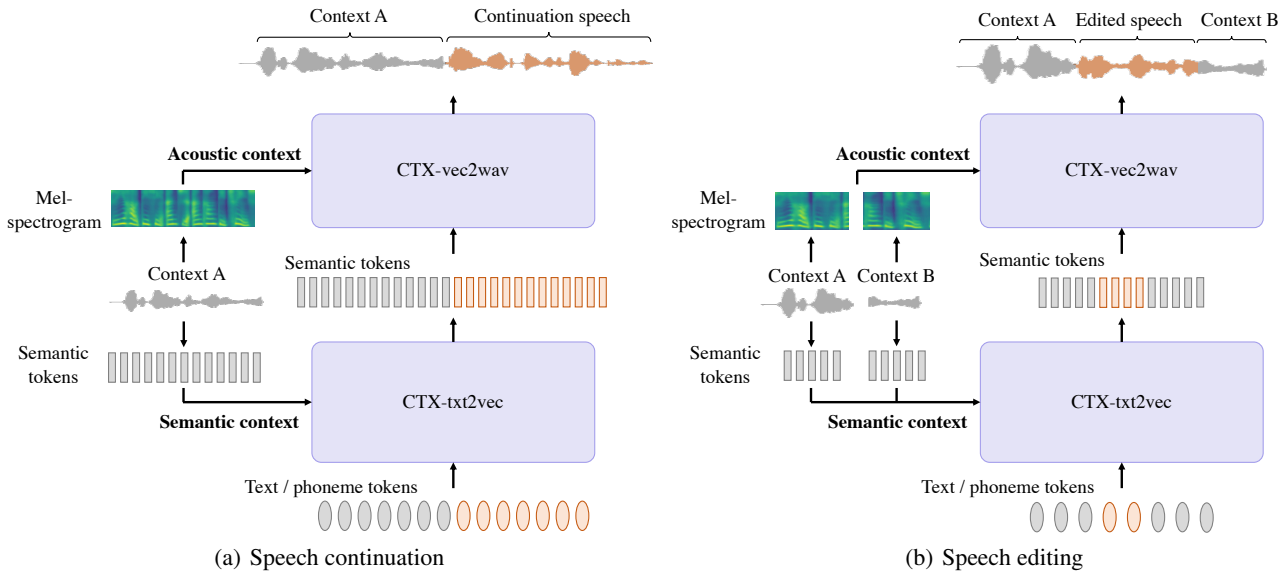 Context A
Continuation speech
CTX-vec2wav
Acoustic context
Mel-
spectrogram
Context A
Semantic tokens
Semantic
tokens
CTX-txt2vec
Semantic context
Text / phoneme tokens
(a) Speech continuation
Context A
Edited speech
Context B
CTX-vec2wav
Acoustic context
Mel-
spectrogram
Context A
Context B
Semantic tokens
Semantic
tokens
CTX-txt2vec
Semantic context
Text / phoneme tokens
(b) Speech editing